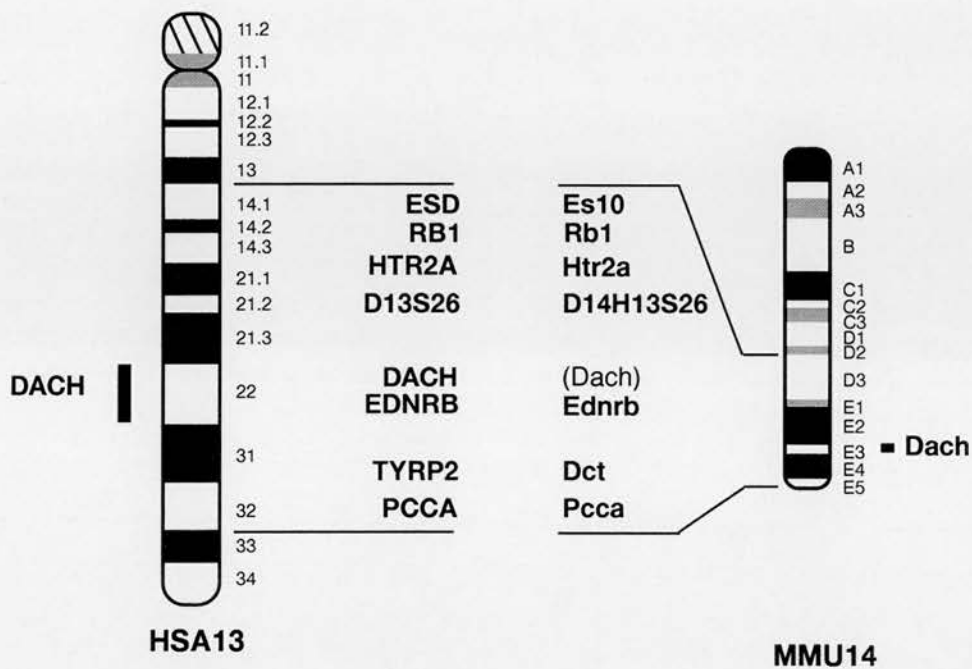 11.2
11.1
11
12.1
12.2
12.3
13
14.1
14.2
14.3
21.1
21.2
21.3
22
31
32
33
34
DACH
HSA13
ESD Es10
RB1 Rb1
HTR2A Htr2a
D13S26 D14H13S26
DACH (Dach)
EDNRB Ednrb
TYRP2 Dct
PCCA Pcca
A1
A2
A3
B
C1
C2
C3
D1
D2
D3
E1
E2
E3
E4
E5
Dach
MMU14